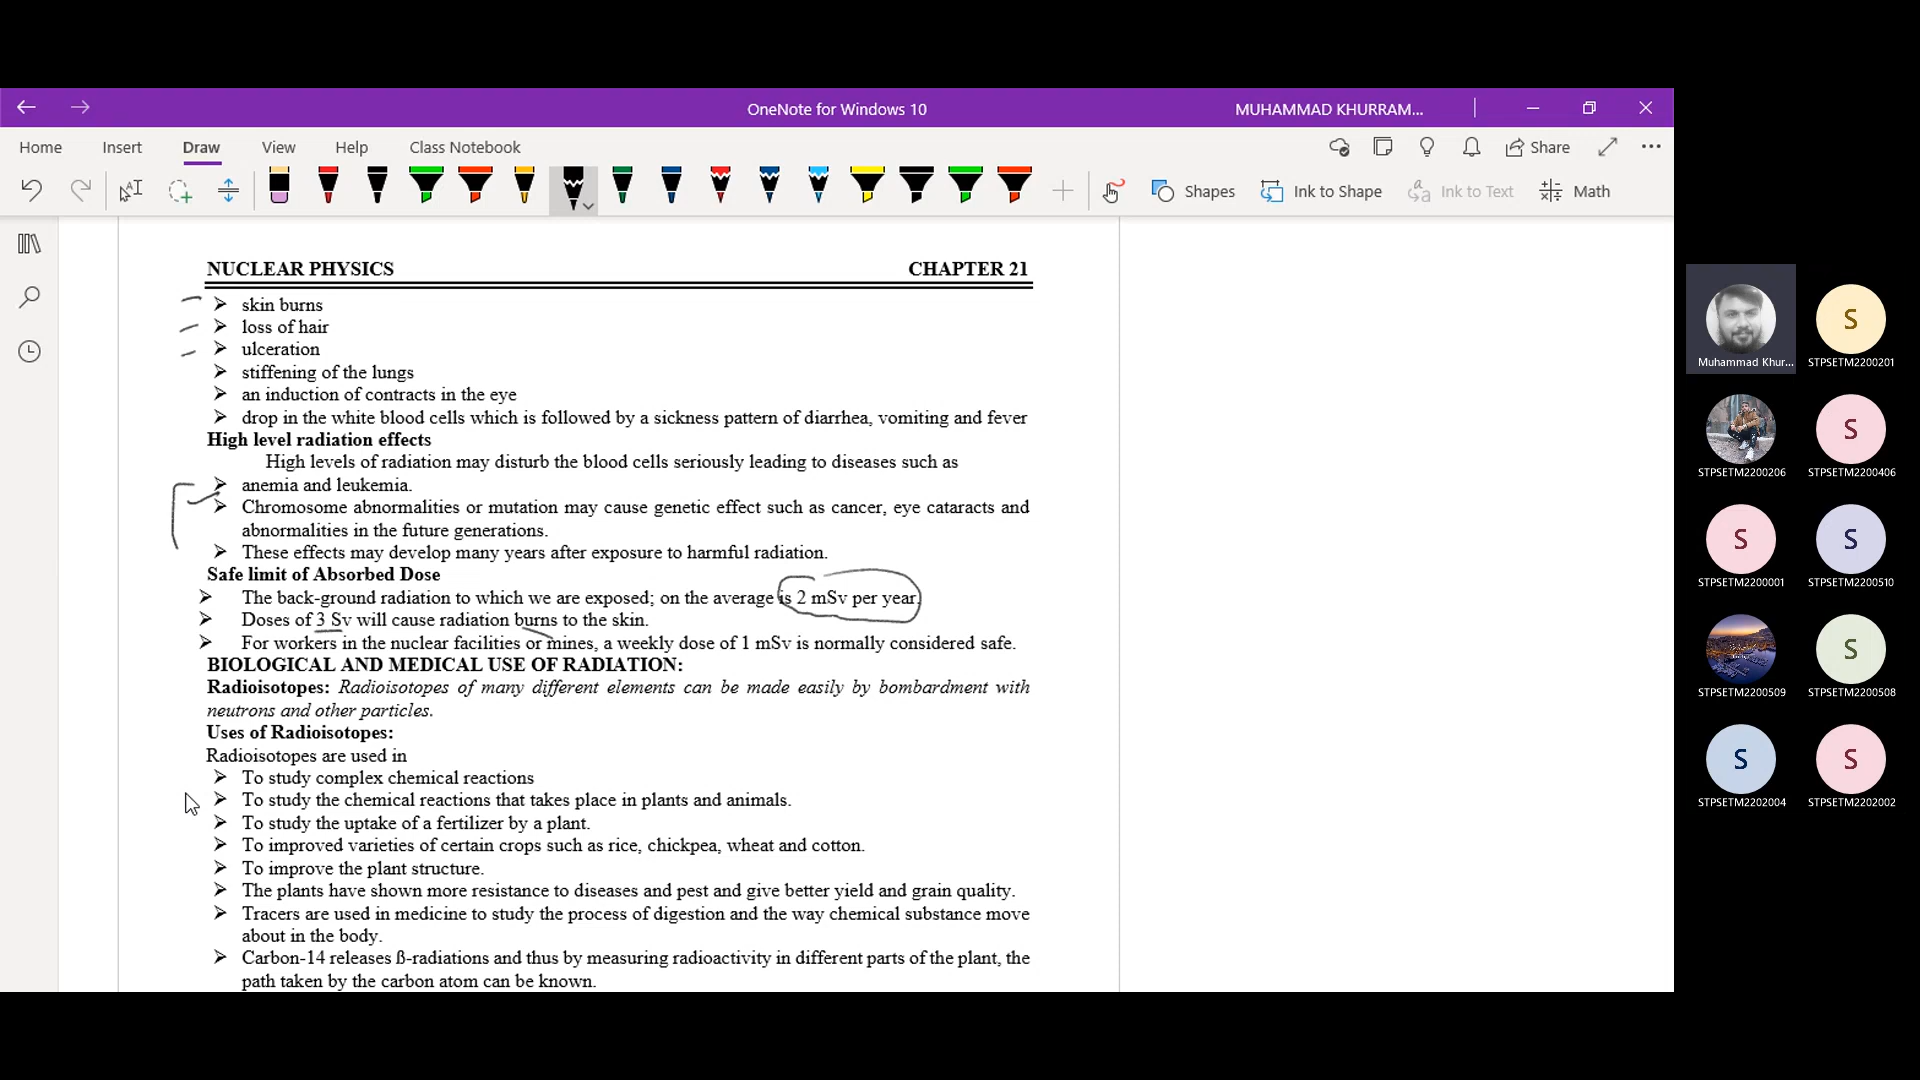 OneNote for Windows 10
MUHAMMAD KHURRAM...
Home Insert Draw View Help Class Notebook
Share
Shapes Ink to Shape Ink to Text Math
NUCLEAR PHYSICS CHAPTER 21
➢ skin burns
➢ loss of hair
➢ ulceration
➢ stiffening of the lungs
➢ an induction of contracts in the eye
➢ drop in the white blood cells which is followed by a sickness pattern of diarrhea, vomiting and fever
High level radiation effects
High levels of radiation may disturb the blood cells seriously leading to diseases such as
➢ anemia and leukemia.
➢ Chromosome abnormalities or mutation may cause genetic effect such as cancer, eye cataracts and
abnormalities in the future generations.
➢ These effects may develop many years after exposure to harmful radiation.
Safe limit of Absorbed Dose
➢ The back-ground radiation to which we are exposed; on the average is 2 mSv per year.
➢ Doses of 3 Sv will cause radiation burns to the skin.
➢ For workers in the nuclear facilities or mines, a weekly dose of 1 mSv is normally considered safe.
BIOLOGICAL AND MEDICAL USE OF RADIATION:
Radioisotopes: Radioisotopes of many different elements can be made easily by bombardment with
neutrons and other particles.
Uses of Radioisotopes:
Radioisotopes are used in
➢ To study complex chemical reactions
➢ To study the chemical reactions that takes place in plants and animals.
➢ To study the uptake of a fertilizer by a plant.
➢ To improved varieties of certain crops such as rice, chickpea, wheat and cotton.
➢ To improve the plant structure.
➢ The plants have shown more resistance to diseases and pest and give better yield and grain quality.
➢ Tracers are used in medicine to study the process of digestion and the way chemical substance move
about in the body.
➢ Carbon-14 releases ß-radiations and thus by measuring radioactivity in different parts of the plant, the
path taken by the carbon atom can be known.
S
Muhammad Khur... STPSETM2200201
S
STPSETM2200206 STPSETM2200406
S S
STPSETM2200001 STPSETM2200510
S
STPSETM2200509 STPSETM2200508
S S
STPSETM2202004 STPSETM2202002